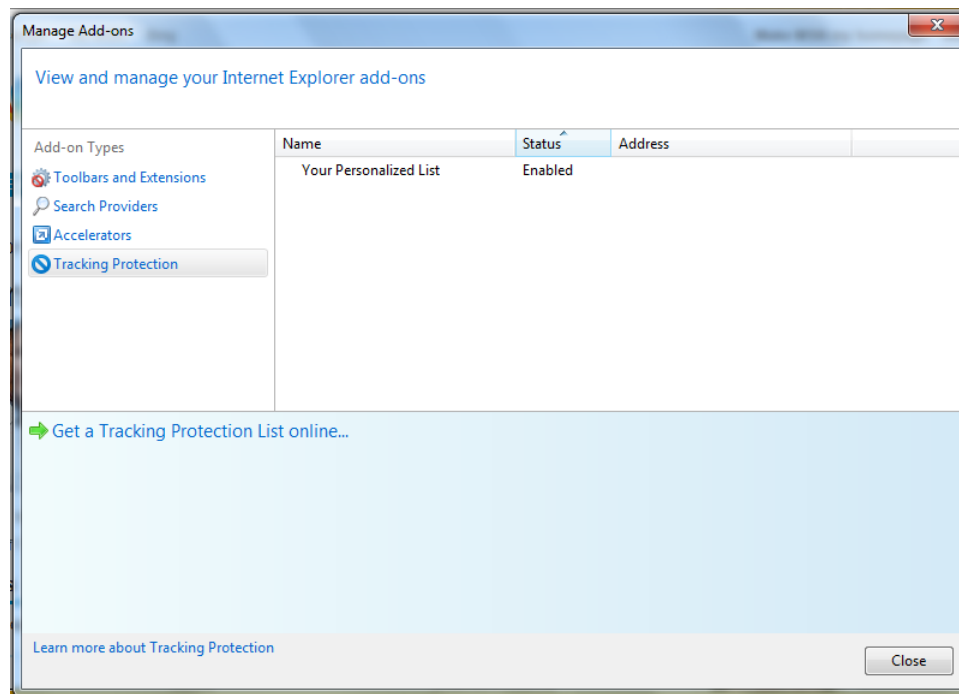 Manage Add-ons
View and manage your Internet Explorer add-ons
Add-on Types
Toolbars and Extensions
Search Providers
Accelerators
Tracking Protection
Name Status Address
Your Personalized List Enabled
Get a Tracking Protection List online...
Learn more about Tracking Protection
Close